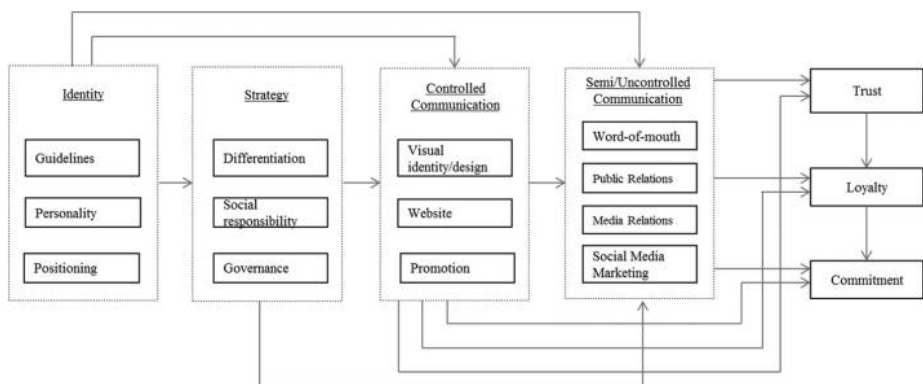 Identity
Guidelines
Personality
Positioning
Strategy
Differentiation
Social
responsibility
Governance
Controlled
Communication
Visual
identity/design
Website
Promotion
Semi/Uncontrolled
Communication
Word-of-mouth
Public Relations
Media Relations
Social Media
Marketing
Trust
Loyalty
Commitment